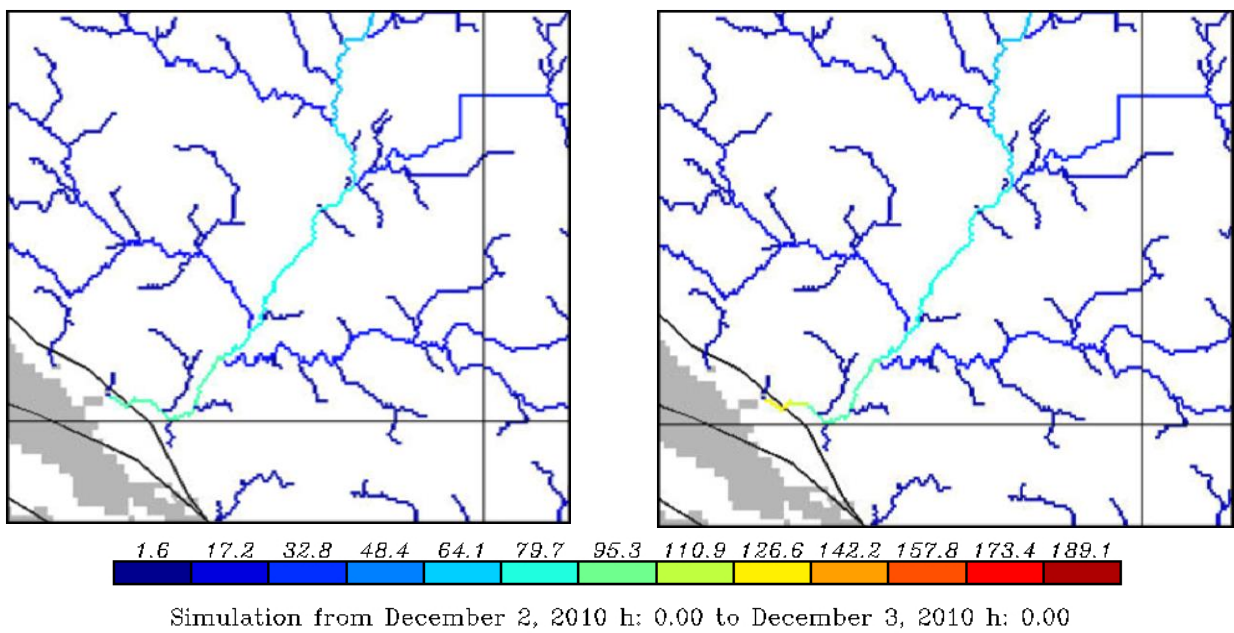 1.6 17.2 32.8 48.4 64.1 79.7 95.3 110.9 126.6 142.2 157.8 173.4 189.1
Simulation from December 2, 2010 h: 0.00 to December 3, 2010 h: 0.00